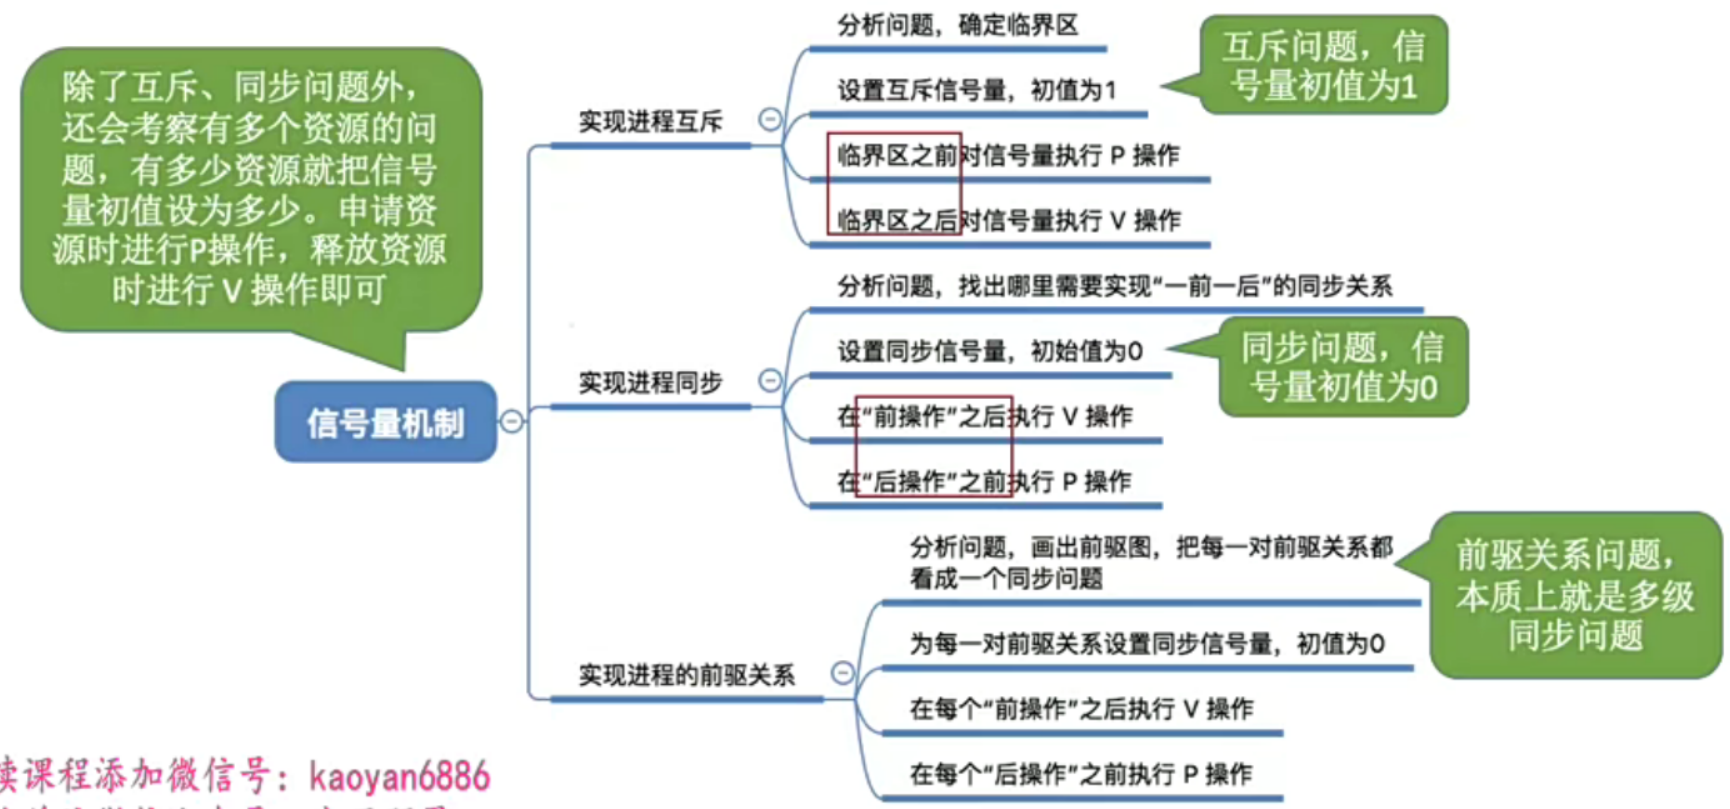 除了互斥、同步问题外，
还会考察有多个资源的问
题，有多少资源就把信号
量初值设为多少。申请资
源时进行P操作，释放资源
时进行 V 操作即可
信号量机制
实现进程互斥
分析问题，确定临界区
设置互斥信号量，初值为1
互斥问题，信
号量初值为1
临界区之前对信号量执行 P 操作
临界区之后对信号量执行 V 操作
实现进程同步
分析问题，找出哪里需要实现“一前一后”的同步关系
设置同步信号量，初始值为0
同步问题，信
号量初值为0
在“前操作”之后执行 V 操作
在“后操作”之前执行 P 操作
实现进程的前驱关系
分析问题，画出前驱图，把每一对前驱关系都
看成一个同步问题
前驱关系问题，
本质上就是多级
同步问题
为每一对前驱关系设置同步信号量，初值为0
在每个“前操作”之后执行 V 操作
在每个“后操作”之前执行 P 操作
课程添加微信号：kaoyan6886